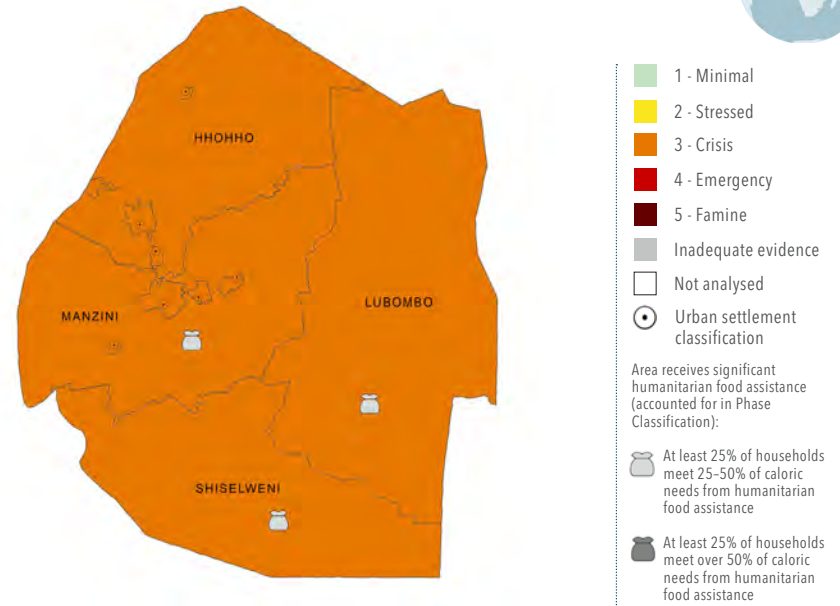 HHOHHO
MANZINI
LUBOMBO
SHISELWENI
1 - Minimal
2 - Stressed
3 - Crisis
4 - Emergency
5 - Famine
Inadequate evidence
Not analysed
Urban settlement
classification
Area receives significant
humanitarian food assistance
(accounted for in Phase
Classification):
At least 25% of households
meet 25–50% of caloric
needs from humanitarian
food assistance
At least 25% of households
meet over 50% of caloric
needs from humanitarian
food assistance